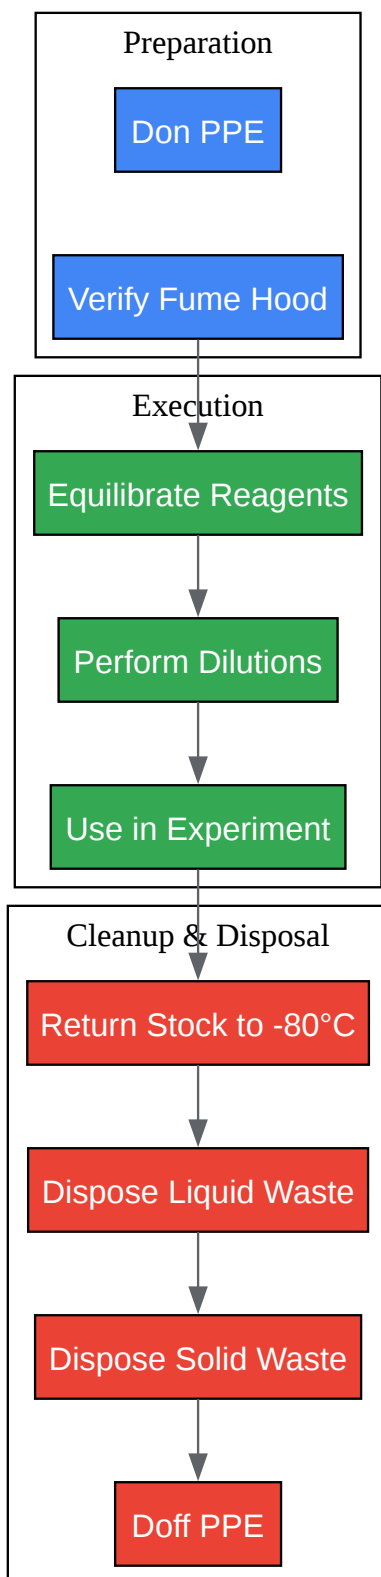 Preparation
Don PPE
Verify Fume Hood
Execution
Equilibrate Reagents
Perform Dilutions
Use in Experiment
Cleanup & Disposal
Return Stock to -80°C
Dispose Liquid Waste
Dispose Solid Waste
Doff PPE